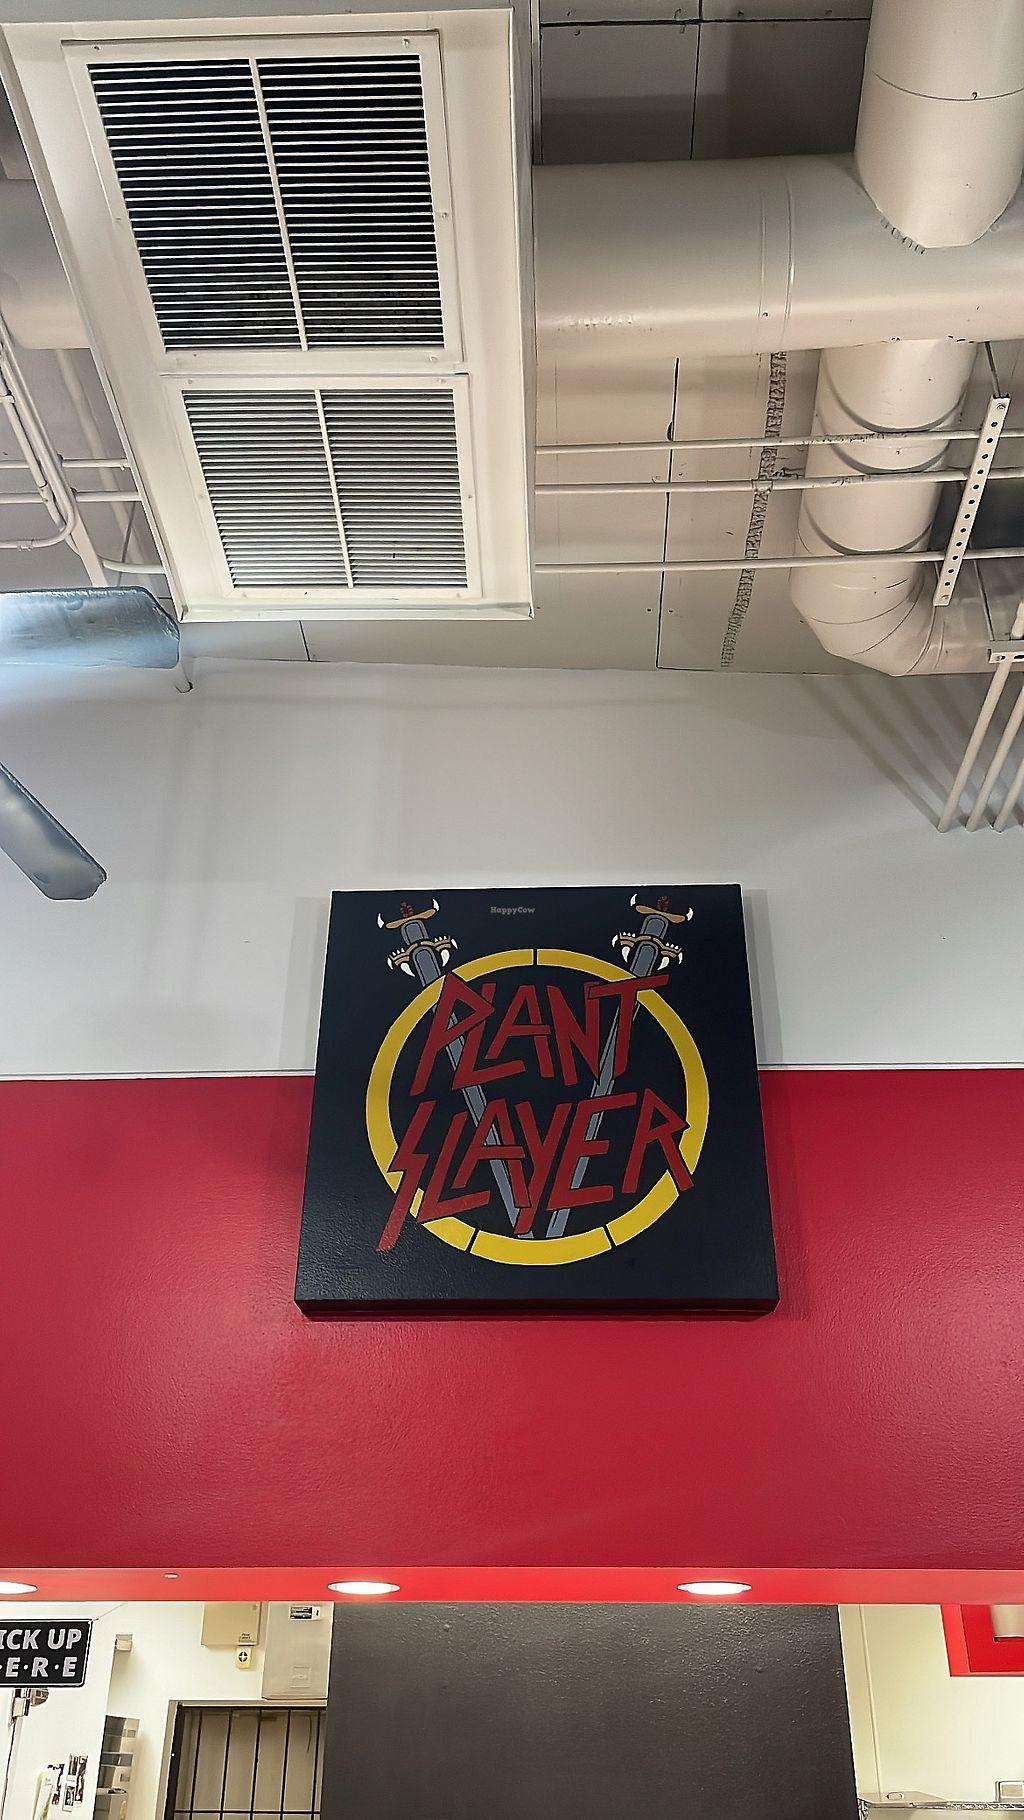 HappyCow
PLANT
SLAYER
ICK UP
E·R·E